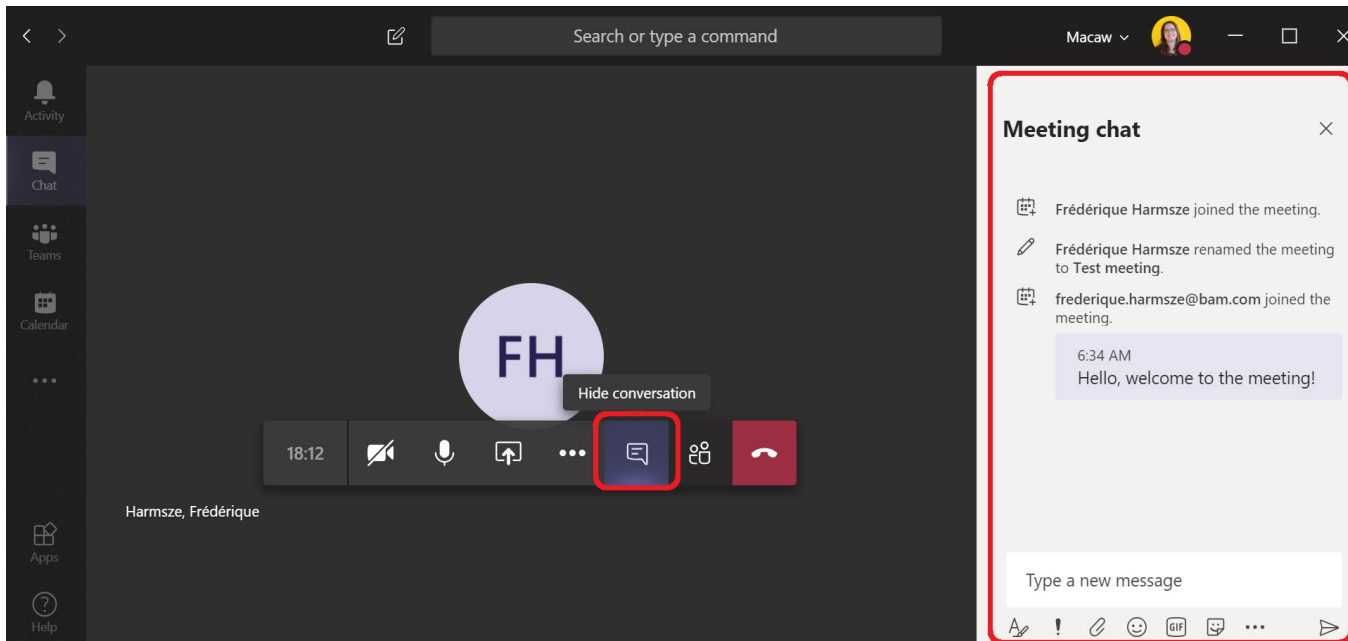 Search or type a command
Macaw
Activity
Chat
Teams
Calendar
Apps
Help
FH
Hide conversation
18:12
Harmsze, Frédérique
Meeting chat
Frédérique Harmsze joined the meeting.
Frédérique Harmsze renamed the meeting
to Test meeting.
frederique.harmsze@bam.com joined the
meeting.
6:34 AM
Hello, welcome to the meeting!
Type a new message
GIF